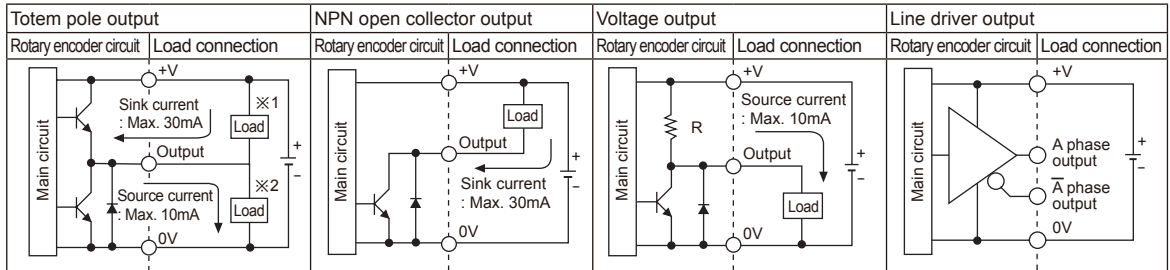 Totem pole output
Rotary encoder circuit Load connection
Main circuit
+V
Sink current
: Max. 30mA
※1
Load
Output
+
−
Source current
: Max. 10mA
※2
Load
0V
NPN open collector output
Rotary encoder circuit Load connection
Main circuit
+V
Load
Output
+
−
Sink current
: Max. 30mA
0V
Voltage output
Rotary encoder circuit Load connection
Main circuit
+V
Source current
: Max. 10mA
R
Output
+
−
Load
0V
Line driver output
Rotary encoder circuit Load connection
Main circuit
+V
A phase
output
+
−
A̅ phase
output
0V